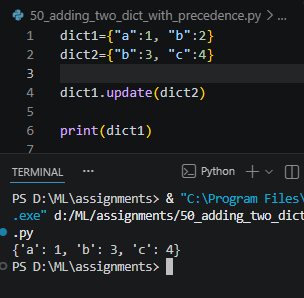 50_adding_two_dict_with_precedence.py > ...
1 dict1={"a":1, "b":2}
2 dict2={"b":3, "c":4}
3
4 dict1.update(dict2)
5
6 print(dict1)
TERMINAL ... Python
PS D:\ML\assignments> & "C:\Program Files\
.exe" d:/ML/assignments/50_adding_two_dict
.py
{'a': 1, 'b': 3, 'c': 4}
PS D:\ML\assignments>